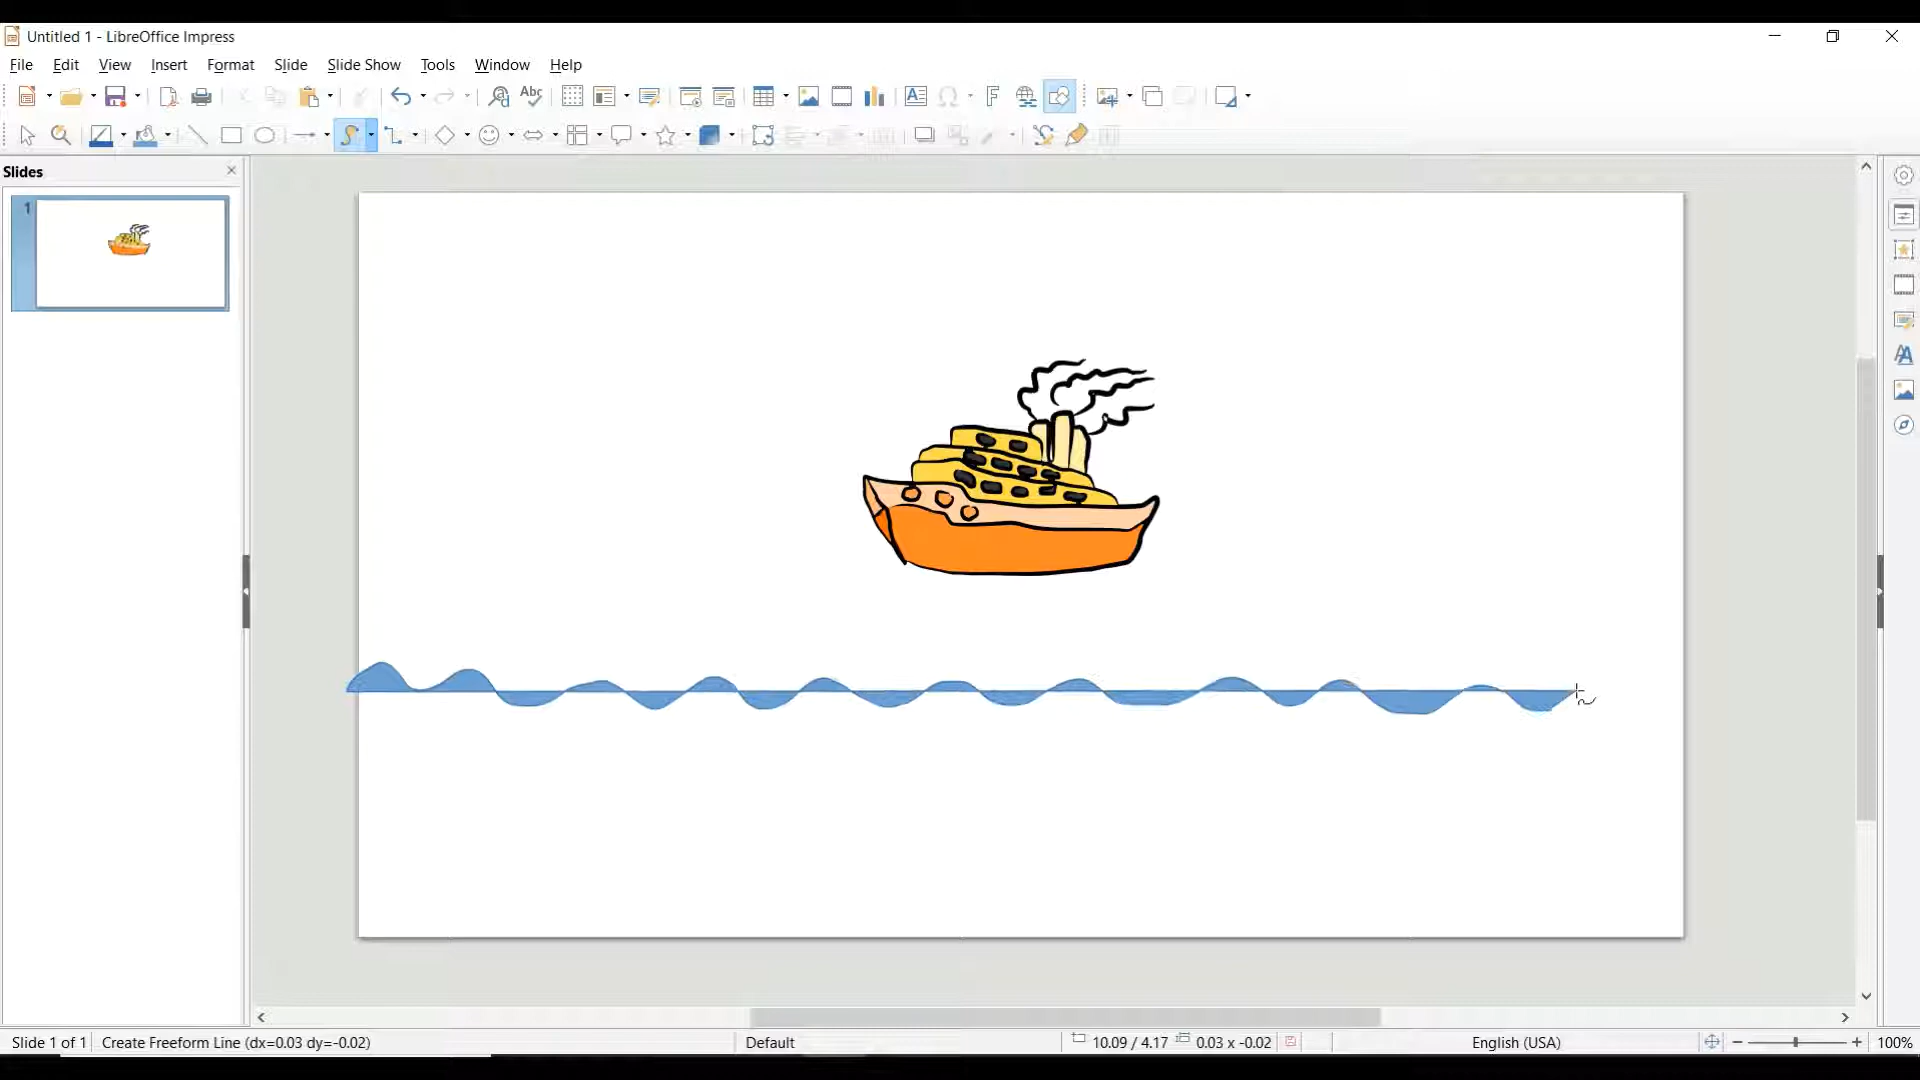 Untitled 1 - LibreOffice Impress
File Edit View Insert Format Slide Slide Show Tools Window Help
Slides
1
Slide 1 of 1 Create Freeform Line (dx=0.03 dy=-0.02) Default 10.09 / 4.17 0.03 x -0.02 English (USA) 100%